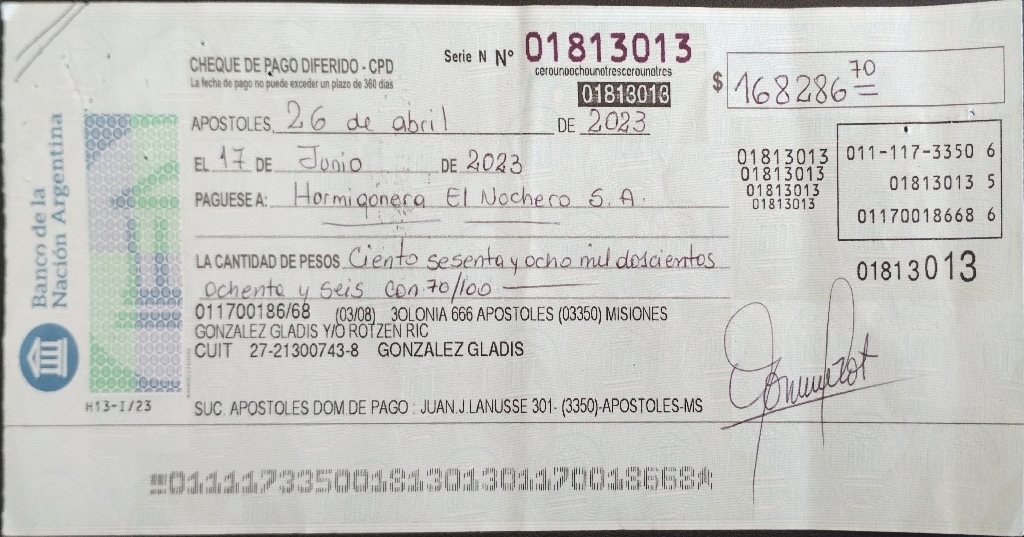 CHEQUE DE PAGO DIFERIDO - CPD
La fecha de pago no puede exceder un plazo de 360 días
Serie N Nº 01813013
cerounoochounotrescerounotres
01813013
$ 168286 70
APOSTOLES, 26 de abril DE 2023
EL 17 DE Junio DE 2023
PAGUESE A: Hormigonera El Nochero S. A.
LA CANTIDAD DE PESOS Ciento sesenta y ocho mil doscientos
ochenta y seis con 70/100
011700186/68 (03/08) 3OLONIA 666 APOSTOLES (03350) MISIONES
GONZALEZ GLADIS Y/O ROTZEN RIC
CUIT 27-21300743-8 GONZALEZ GLADIS
SUC. APOSTOLES DOM.DE PAGO : JUAN.J.LANUSSE 301- (3350)-APOSTOLES-MS
01813013
01813013
01813013
01813013
011-117-3350 6
01813013 5
01170018668 6
01813013
Banco de la
Nación Argentina
H13-I/23
01111733500181301301170018668